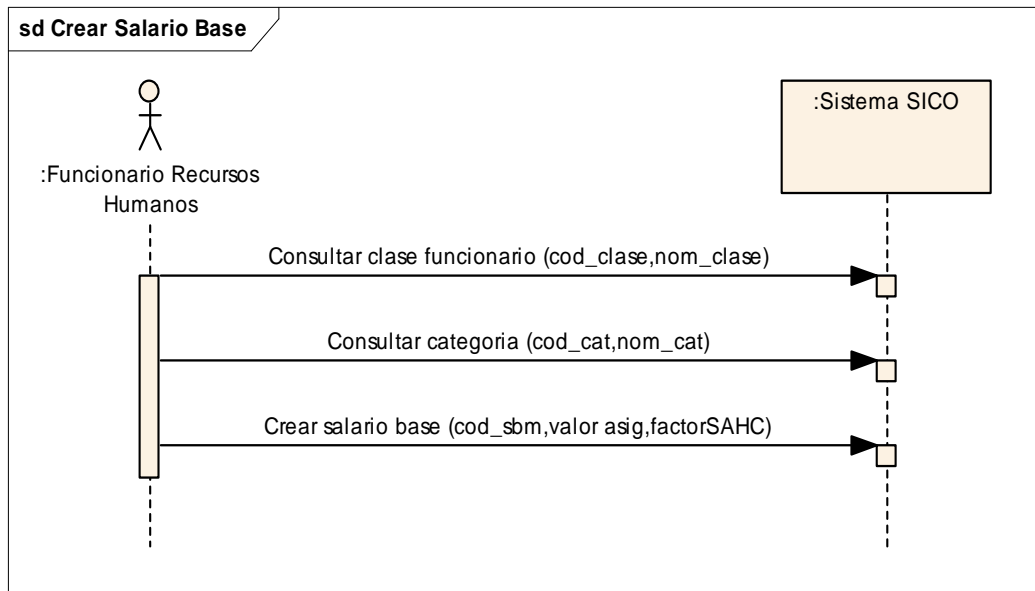 sd Crear Salario Base
:Funcionario Recursos
Humanos
:Sistema SICO
Consultar clase funcionario (cod_clase,nom_clase)
Consultar categoria (cod_cat,nom_cat)
Crear salario base (cod_sbm,valor asig,factorSAHC)